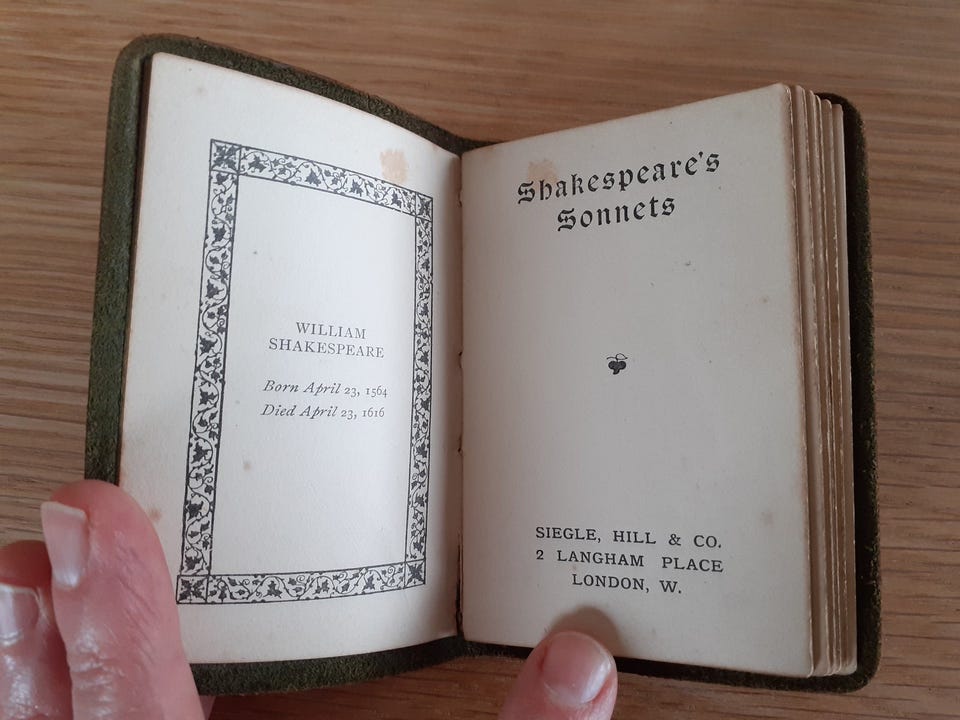 WILLIAM
SHAKESPEARE
Born April 23, 1564
Died April 23, 1616
Shakespeare's
Sonnets
SIEGLE, HILL & CO.
2 LANGHAM PLACE
LONDON, W.